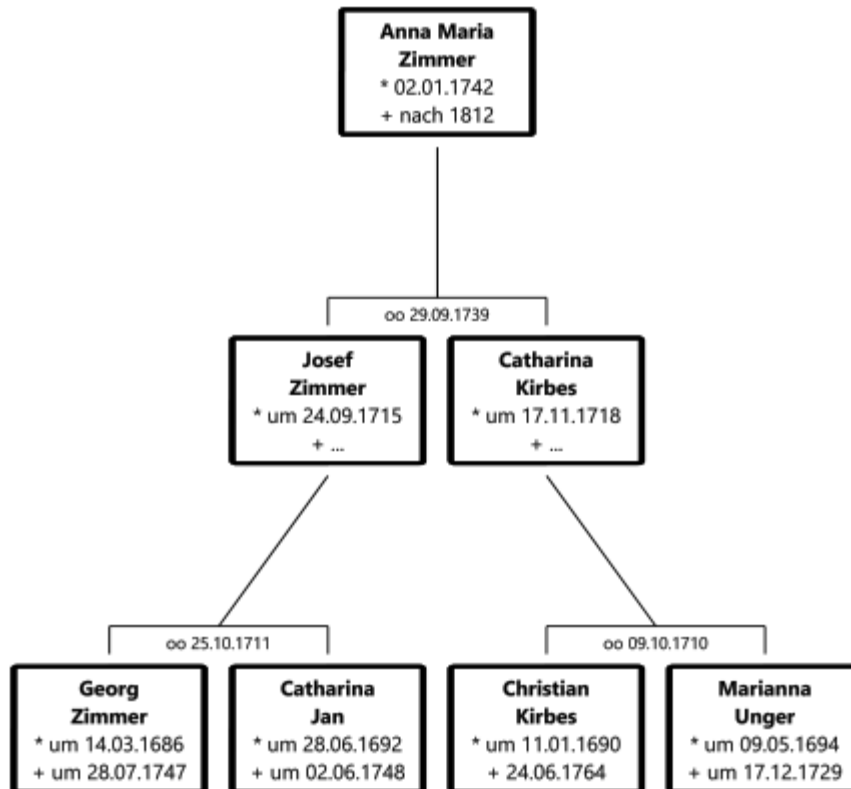 Anna Maria
Zimmer
* 02.01.1742
+ nach 1812
oo 29.09.1739
Josef
Zimmer
* um 24.09.1715
+ ...
Catharina
Kirbes
* um 17.11.1718
+ ...
oo 25.10.1711
oo 09.10.1710
Georg
Zimmer
* um 14.03.1686
+ um 28.07.1747
Catharina
Jan
* um 28.06.1692
+ um 02.06.1748
Christian
Kirbes
* um 11.01.1690
+ 24.06.1764
Marianna
Unger
* um 09.05.1694
+ um 17.12.1729